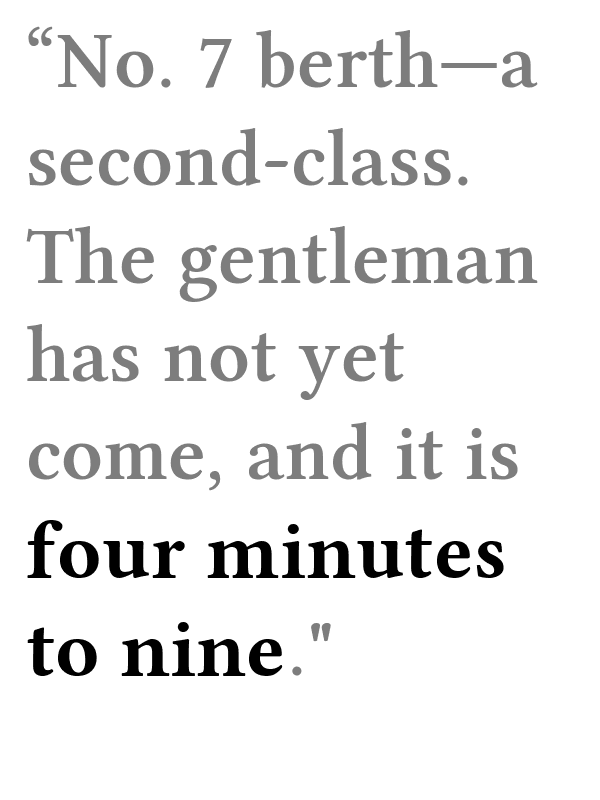 “No. 7 berth—a
second-class.
The gentleman
has not yet
come, and it is
four minutes
to nine."